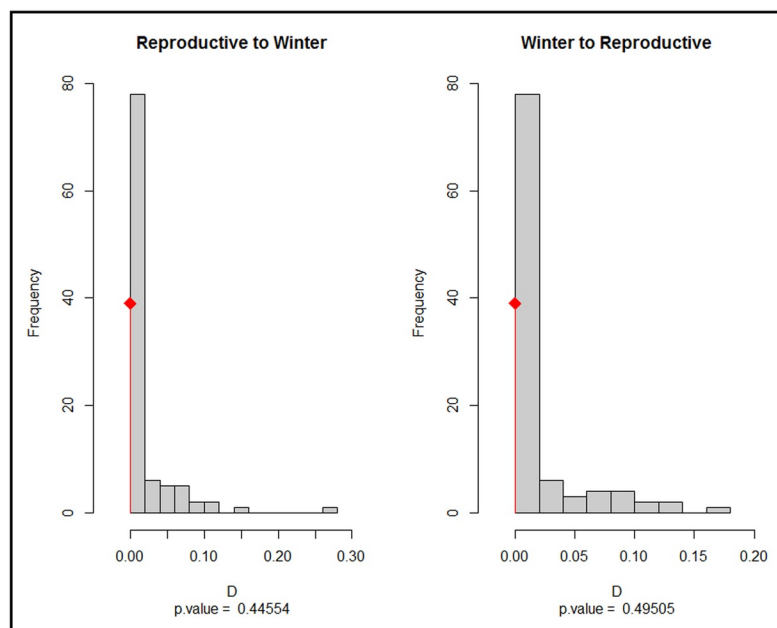 Reproductive to Winter
Frequency
80
60
40
20
0
0.00 0.10 0.20 0.30
D
p.value = 0.44554
Winter to Reproductive
Frequency
80
60
40
20
0
0.00 0.05 0.10 0.15 0.20
D
p.value = 0.49505